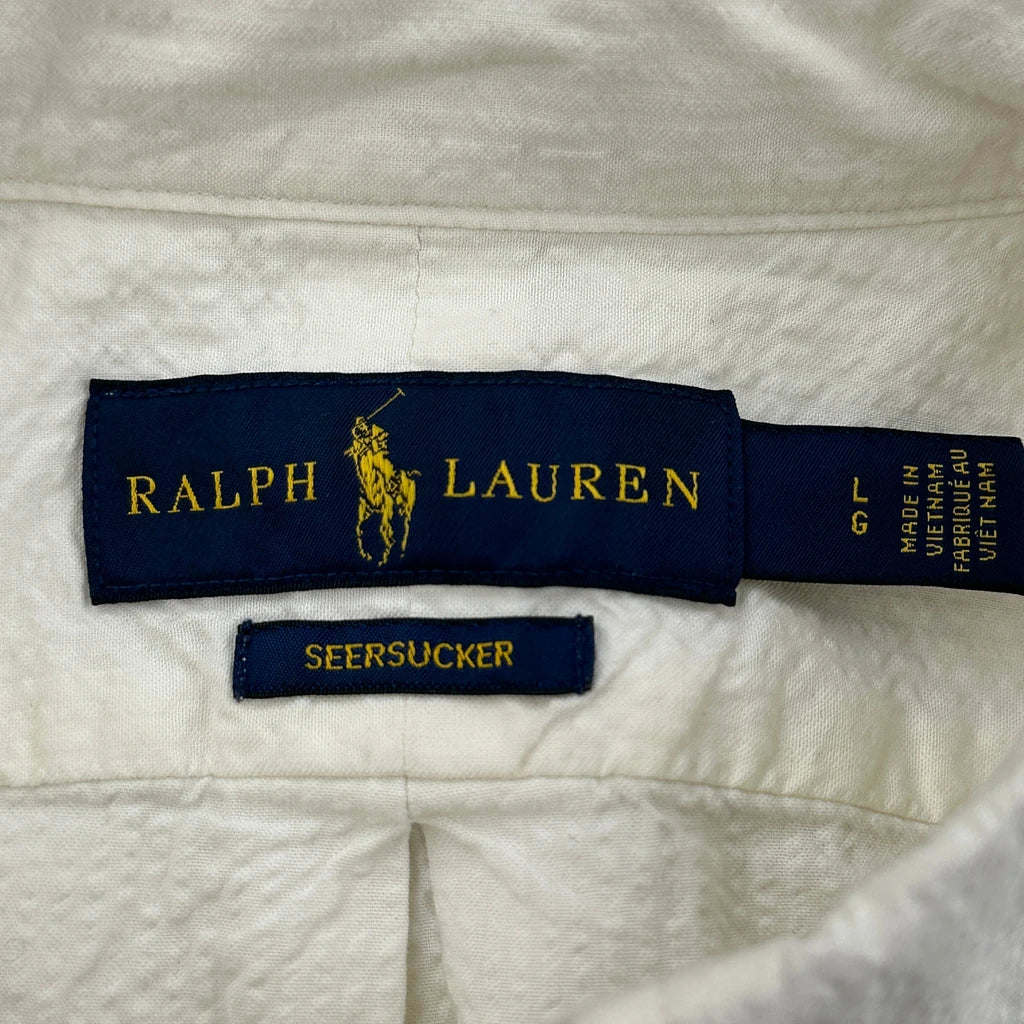 RALPH LAUREN
SEERSUCKER
L
G
MADE IN
VIETNAM
FABRIQUÉ AU
VIÊT NAM